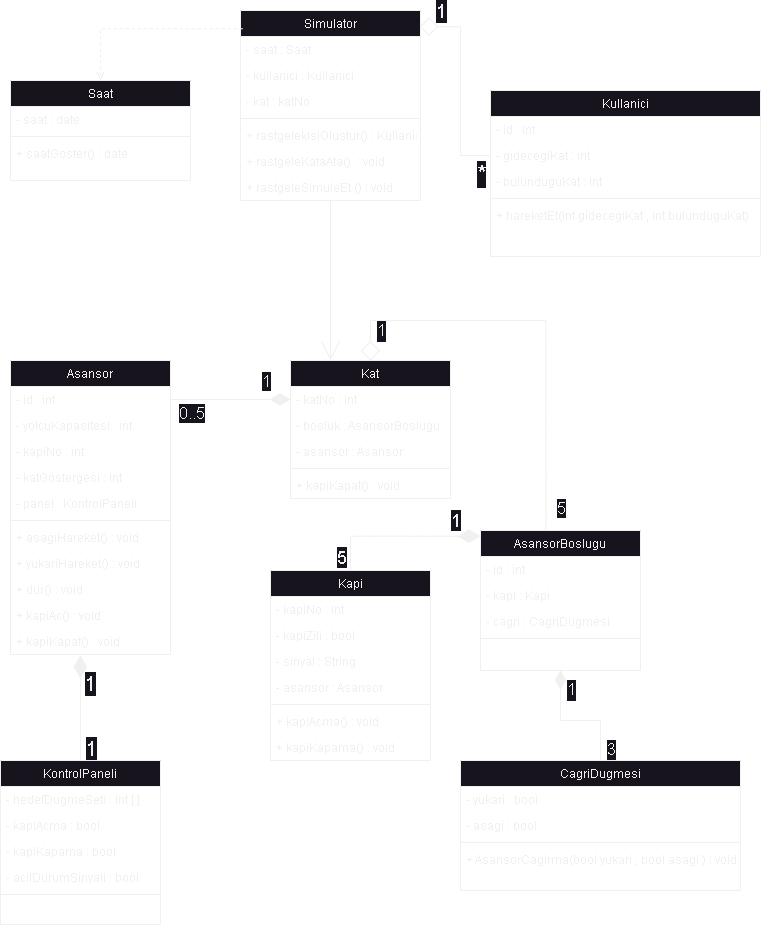 Simulator
- saat : Saat
- kullanici : Kullanici
- kat : katNo
+ rastgelekisiOlustur() : Kullanici
+ rastgeleKataAta() : void
+ rastgeleSimuleEt () : void
1
*
Saat
- saat : date
+ saatGoster() : date
Kullanici
- id : int
- gidecegiKat : int
- bulunduguKat : int
+ hareketEt(int gidecegiKat , int bulunduguKat)
1
5
Asansor
- id : int
- yolcuKapasitesi : int
- kapiNo : int
- katGostergesi : int
- panel : KontrolPaneli
+ asagiHareket() : void
+ yukariHareket() : void
+ dur() : void
+ kapiAc() : void
+ kapiKapat() : void
1
0..5
Kat
- katNo : int
- bosluk : AsansorBoslugu
- asansor : Asansor
+ kapiKapat() : void
AsansorBoslugu
- id : int
- kapi : Kapi
- cagri : CagriDugmesi
1
5
Kapi
- kapiNo : int
- kapiZili : bool
- sinyal : String
- asansor : Asansor
+ kapiAcma() : void
+ kapiKapama() : void
1
1
KontrolPaneli
- hedefDugmeSeti : int [ ]
- kapiAcma : bool
- kapiKapama : bool
- acilDurumSinyali : bool
1
3
CagriDugmesi
- yukari : bool
- asagi : bool
+ AsansorCagirma(bool yukari , bool asagi ) : void